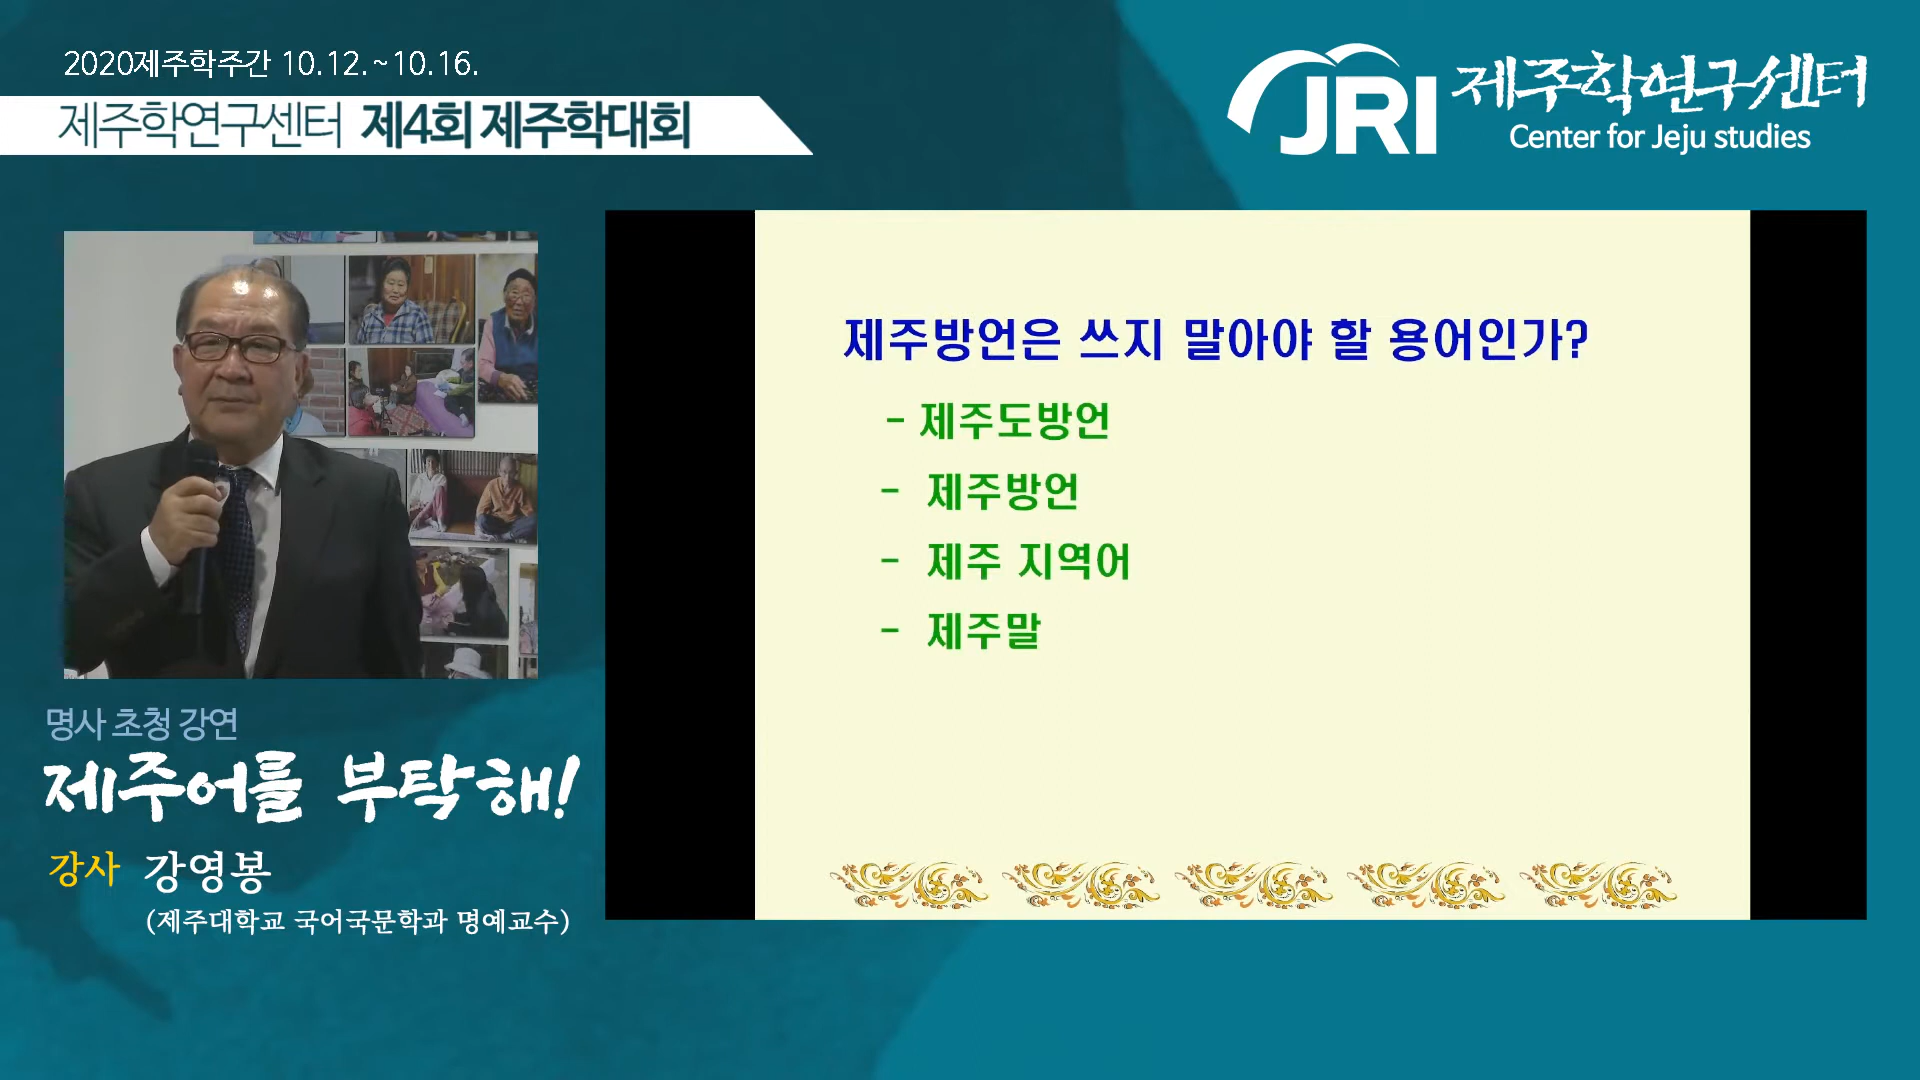 2020제주학주간 10.12.~10.16.
제주학연구센터 제4회 제주학대회
JRI 제주학연구센터
Center for Jeju studies
제주방언은 쓰지 말아야 할 용어인가?
- 제주도방언
- 제주방언
- 제주 지역어
- 제주말
명사 초청 강연
제주어를 부탁해!
강사 강영봉
(제주대학교 국어국문학과 명예교수)